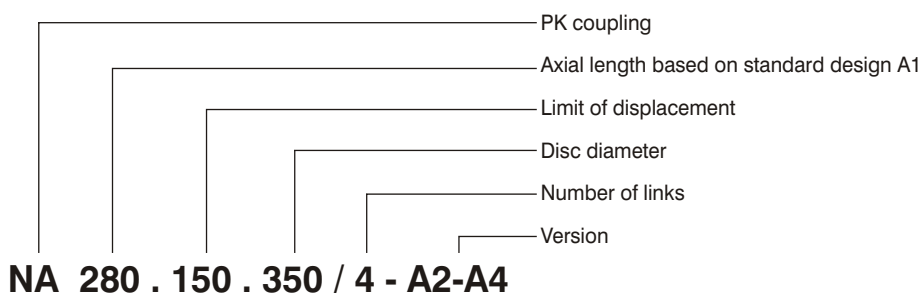 PK coupling
Axial length based on standard design A1
Limit of displacement
Disc diameter
Number of links
Version
NA 280 . 150 . 350 / 4 - A2-A4